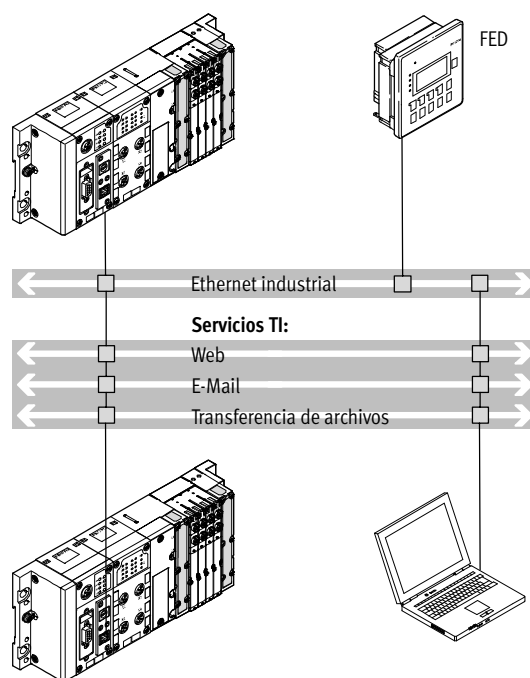 FED
Ethernet industrial
Servicios TI:
Web
E-Mail
Transferencia de archivos